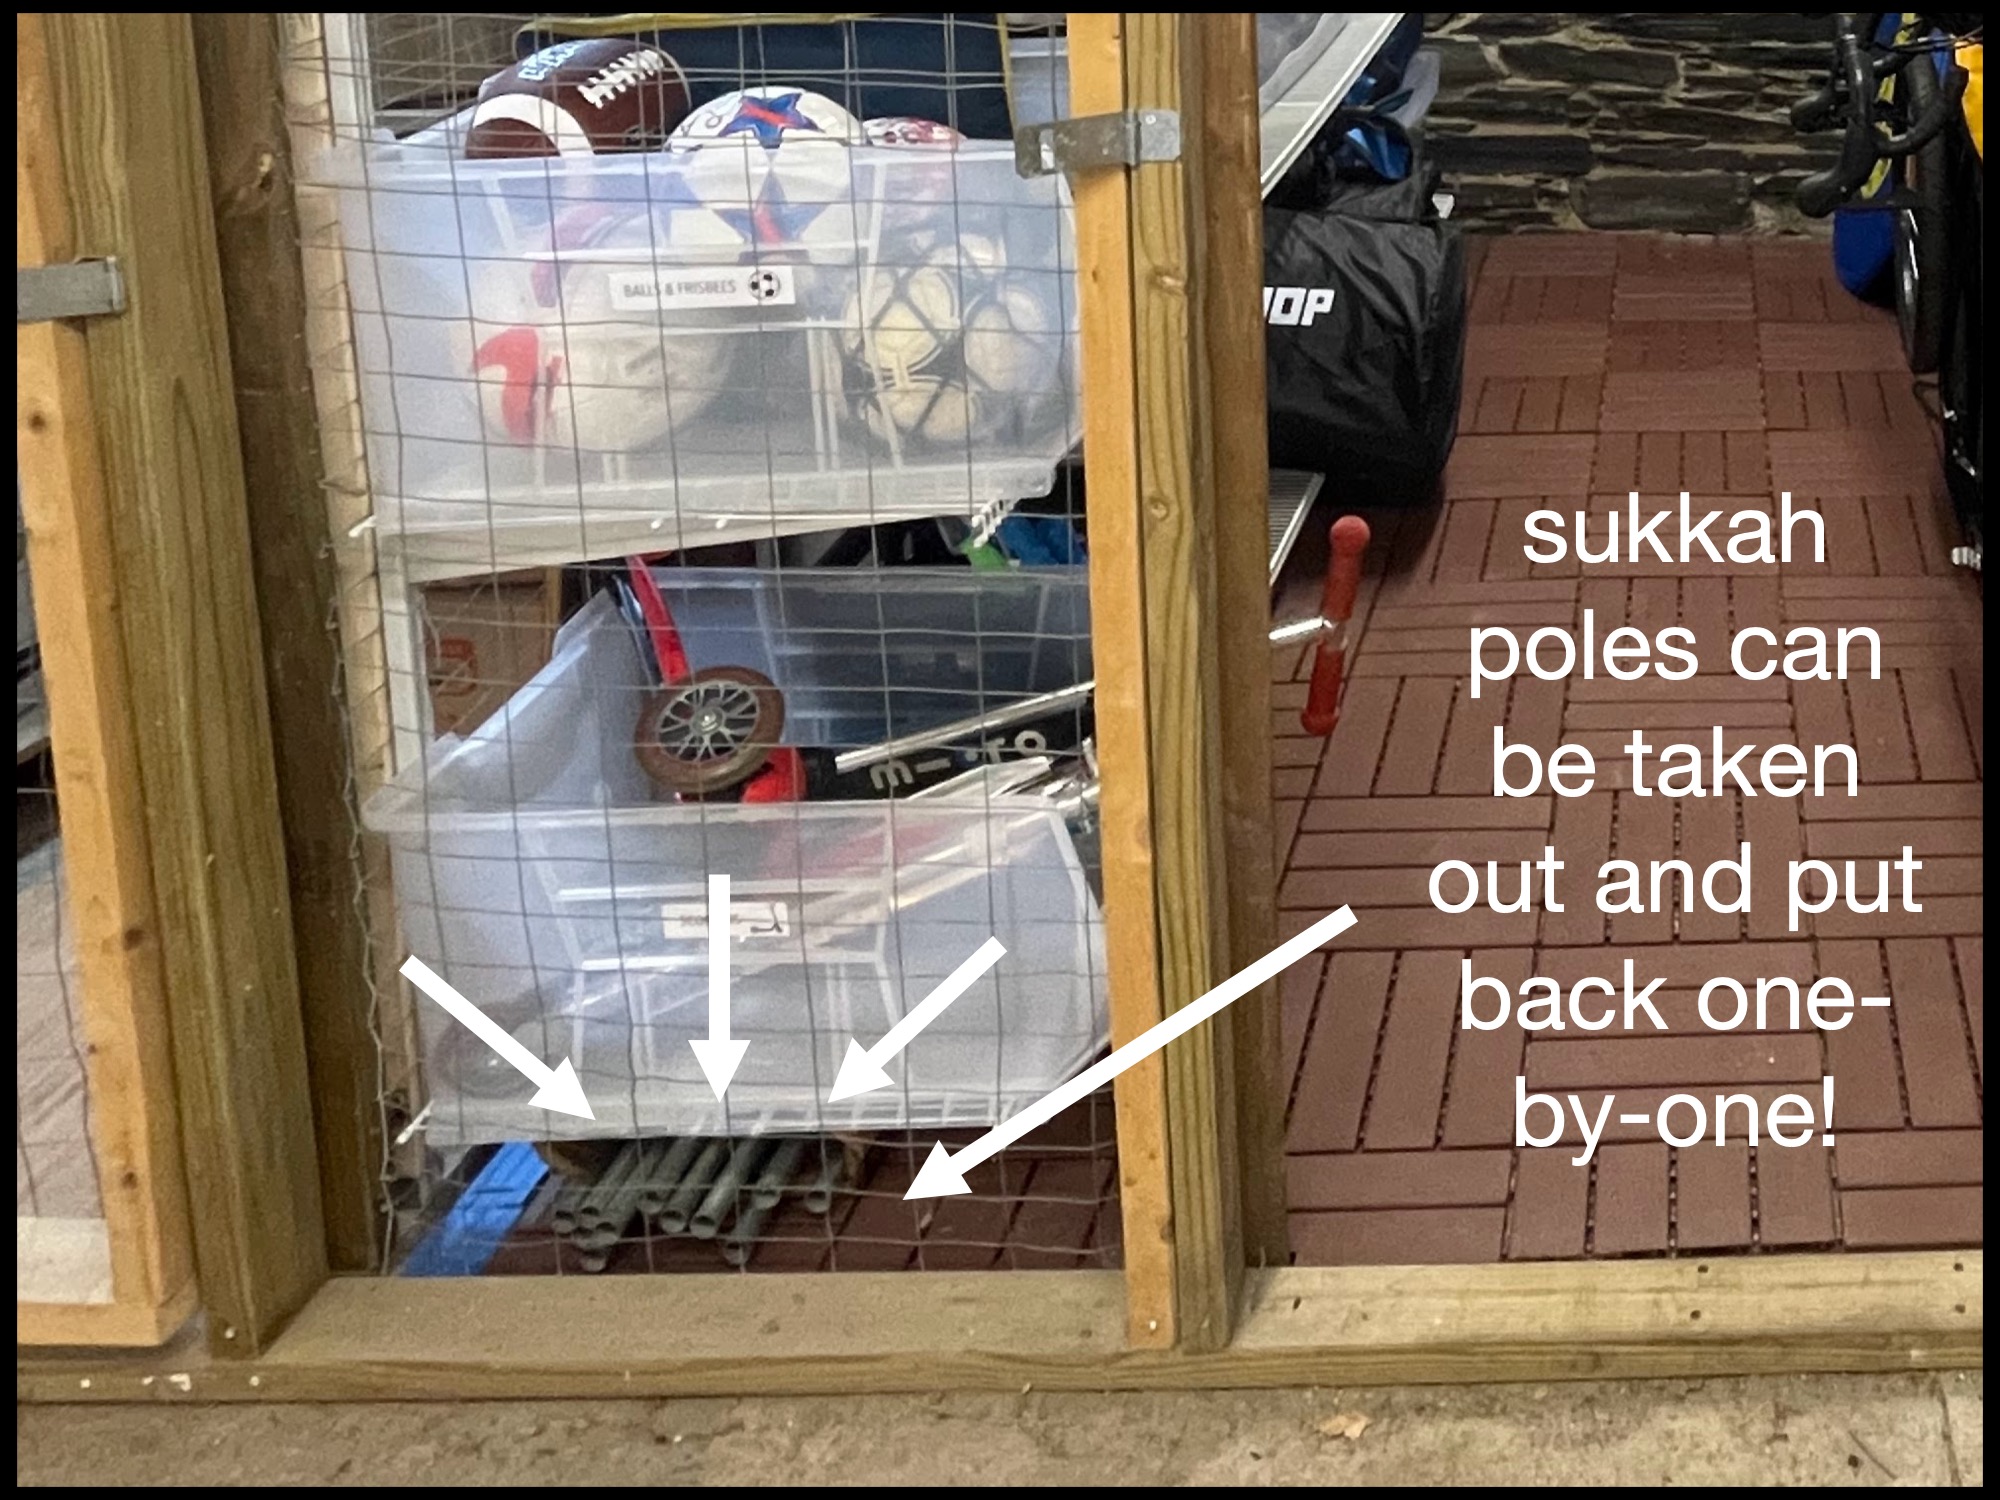 BALLS & FRISBEES
OP
sukkah
poles can
be taken
out and put
back one-
by-one!